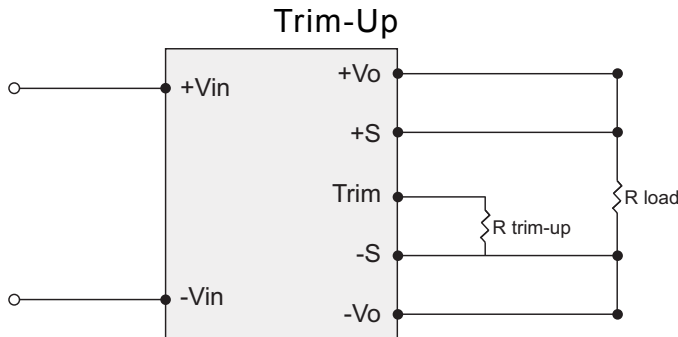 Trim-Up
+Vin
+Vo
+S
Trim
R load
R trim-up
-S
-Vin
-Vo